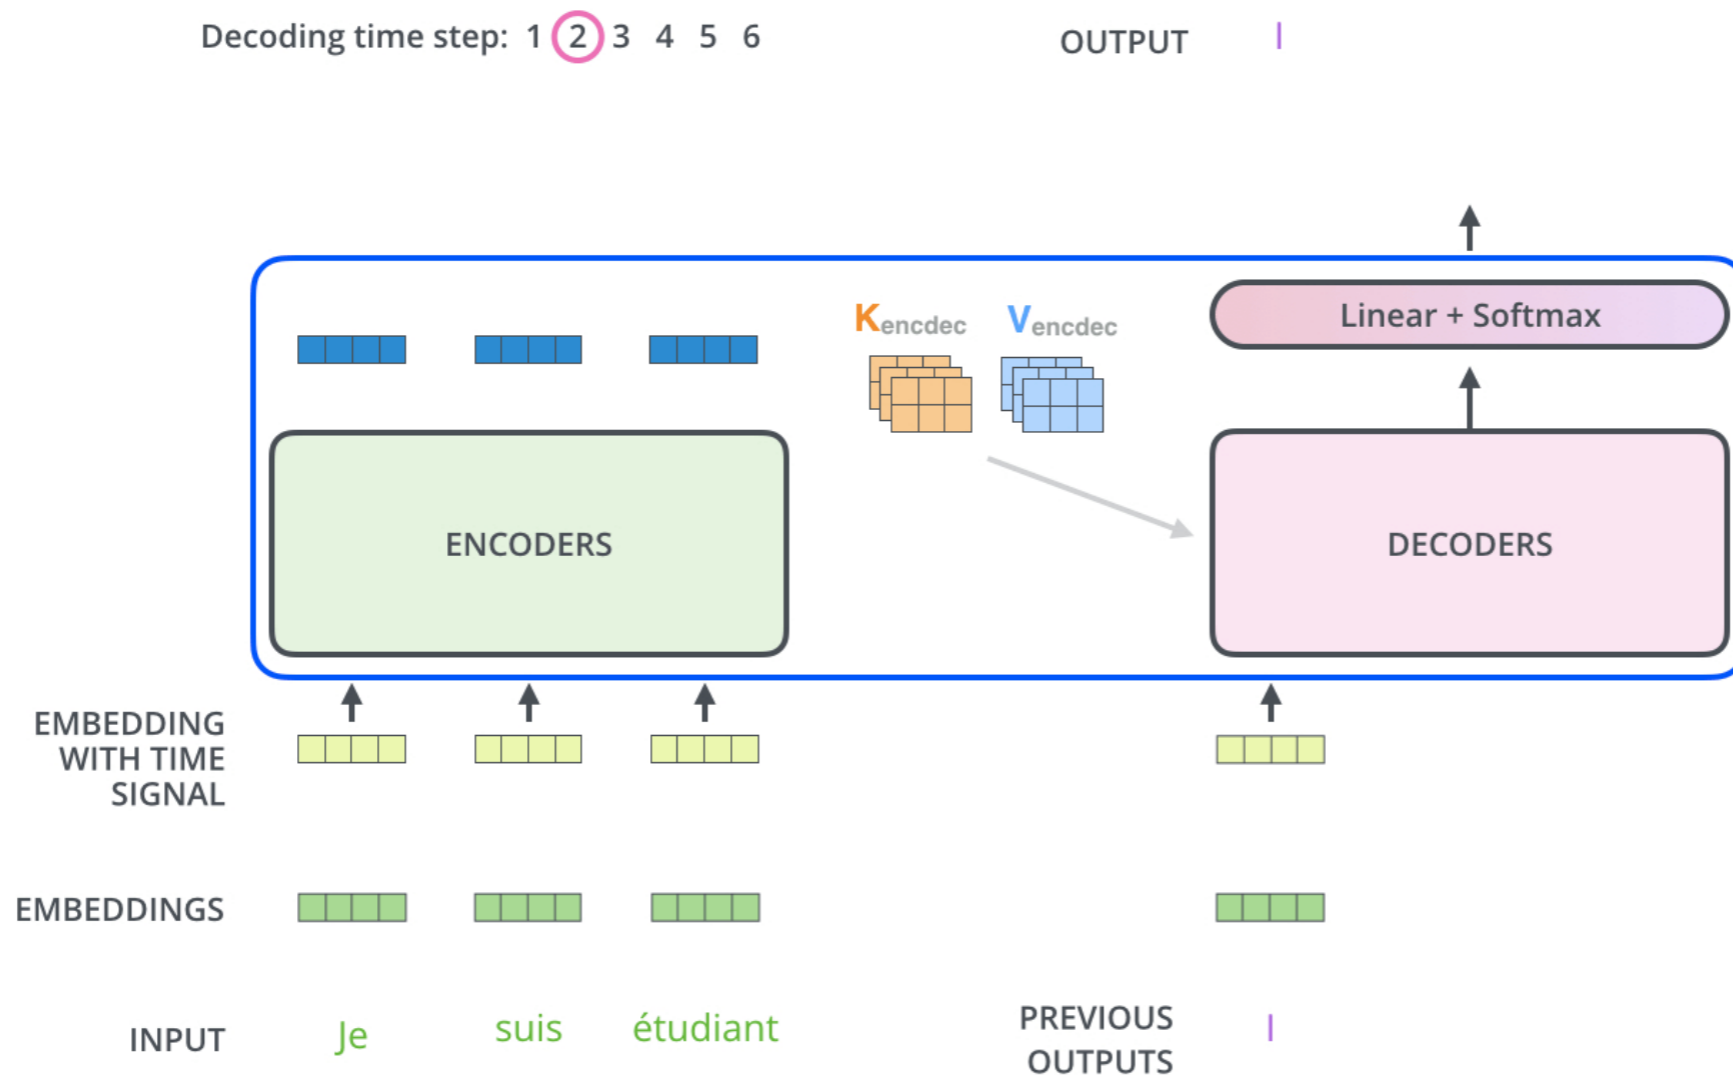 Decoding time step: 1 2 3 4 5 6
OUTPUT I
Kencdec Vencdec
Linear + Softmax
ENCODERS
DECODERS
EMBEDDING
WITH TIME
SIGNAL
EMBEDDINGS
INPUT Je suis étudiant
PREVIOUS
OUTPUTS
I